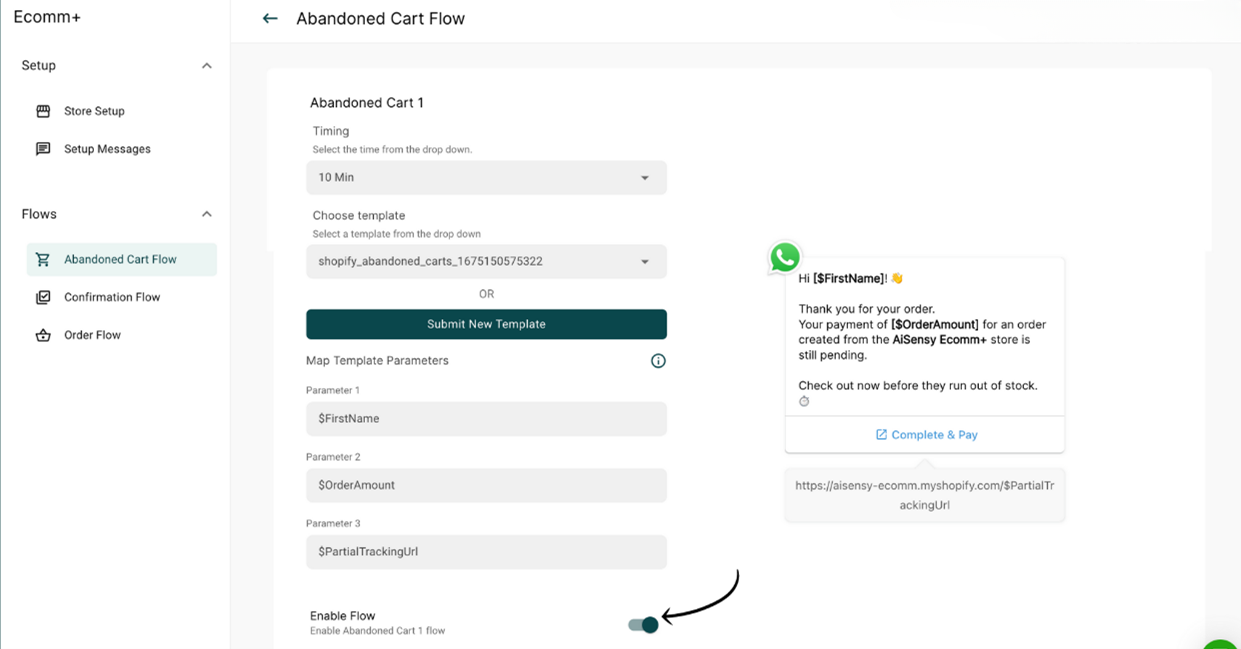 Ecomm+
Setup
Store Setup
Setup Messages
Flows
Abandoned Cart Flow
Confirmation Flow
Order Flow
Abandoned Cart Flow
Abandoned Cart 1
Timing
Select the time from the drop down.
10 Min
Choose template
Select a template from the drop down
shopify_abandoned_carts_1675150575322
OR
Submit New Template
Map Template Parameters
Parameter 1
$FirstName
Parameter 2
$OrderAmount
Parameter 3
$PartialTrackingUrl
Enable Flow
Enable Abandoned Cart 1 flow
Hi [$FirstName]! 👋
Thank you for your order.
Your payment of [$OrderAmount] for an order
created from the AiSensy Ecomm+ store is
still pending.
Check out now before they run out of stock.
⏱
Complete & Pay
https://aisensy-ecomm.myshopify.com/$PartialTr
ackingUrl